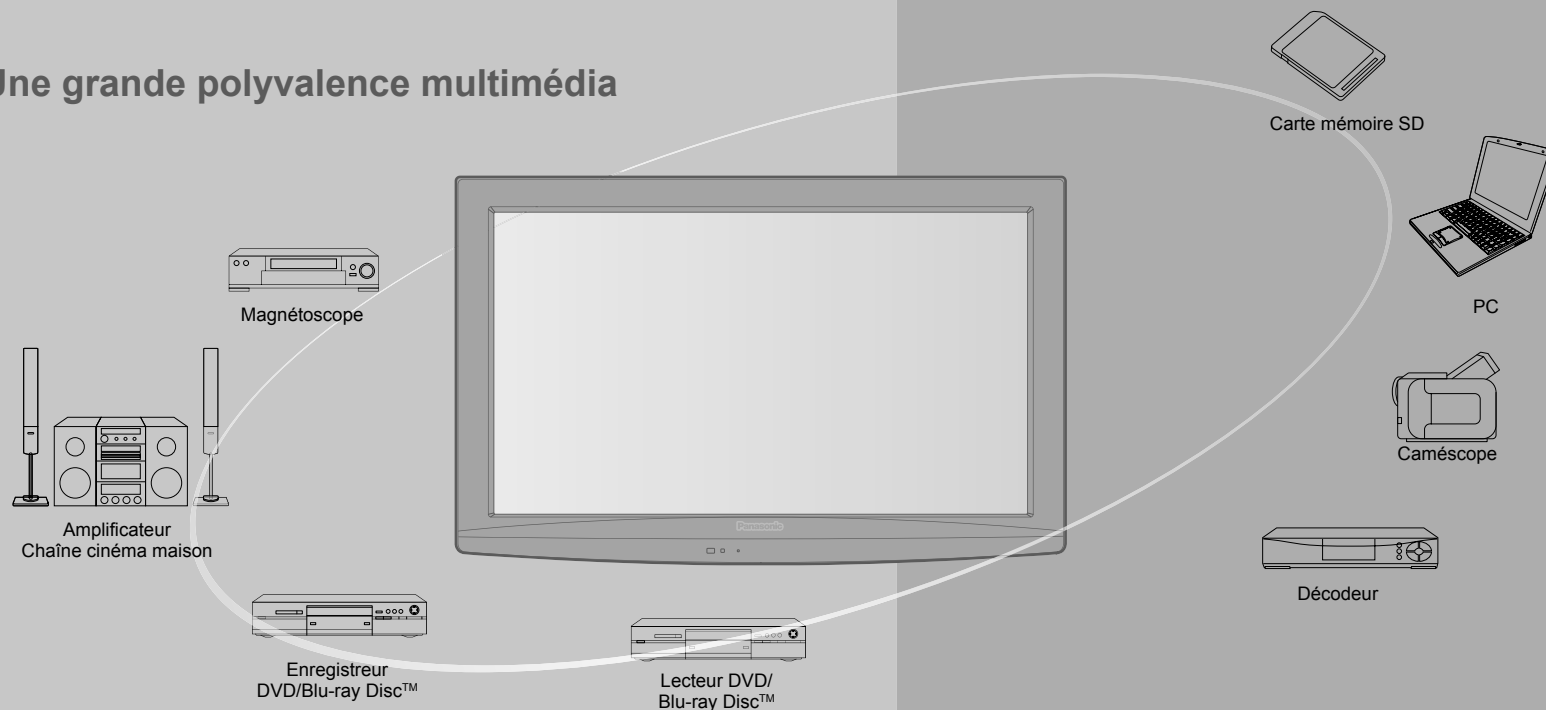 Une grande polyvalence multimédia
Carte mémoire SD
PC
Magnétoscope
Caméscope
Amplificateur
Chaîne cinéma maison
Panasonic
Décodeur
Enregistreur
DVD/Blu-ray Disc™
Lecteur DVD/
Blu-ray Disc™